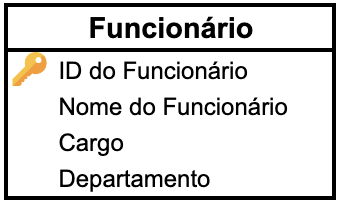 Funcionário
ID do Funcionário
Nome do Funcionário
Cargo
Departamento